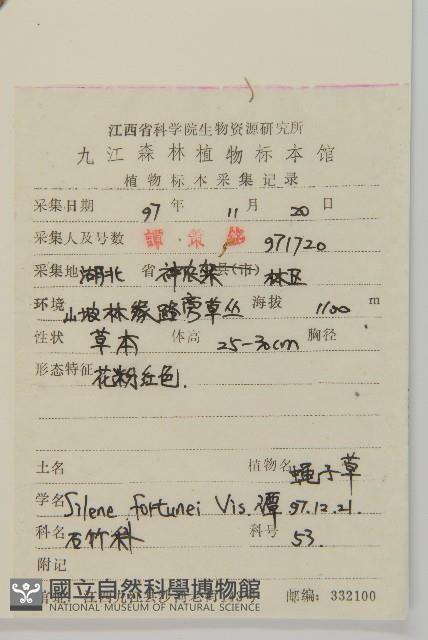 江西省科学院生物资源研究所
九江森林植物标本馆
植物标本采集记录
采集日期 97 年 11 月 20 日
采集人及号数 譚 策 銘 971720
采集地 湖北 省 神农架 县(市) 林区
环境 山坡林缘路旁草丛 海拔 1100 m
性状 草本 体高 25-30cm 胸径
形态特征 花粉红色.
土名 植物名 蝇子草
学名 Silene fortunei Vis. 谭 97.12.21.
科名 石竹科 科号 53.
附记
國立自然科學博物館
NATIONAL MUSEUM OF NATURAL SCIENCE
邮编: 332100